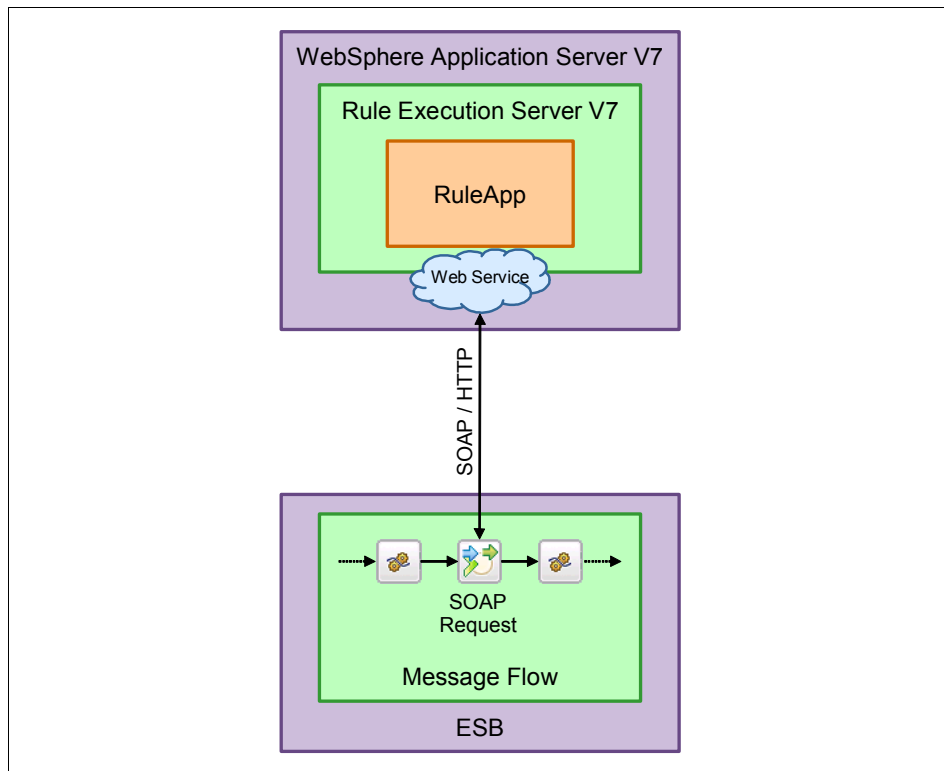 WebSphere Application Server V7
Rule Execution Server V7
RuleApp
Web Service
SOAP / HTTP
SOAP
Request
Message Flow
ESB